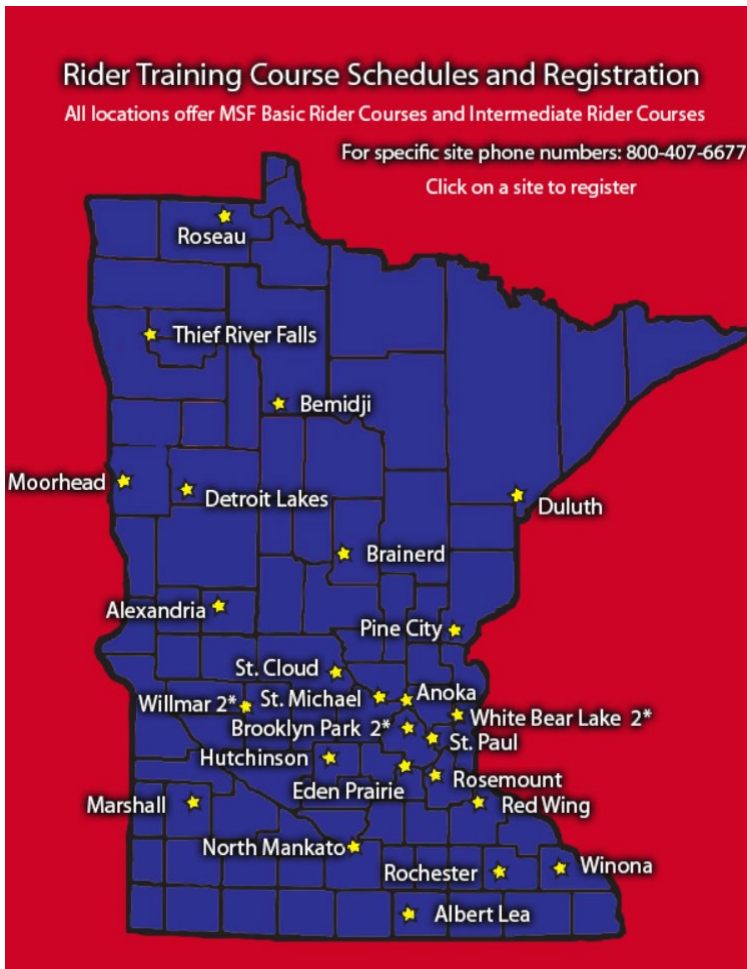 Rider Training Course Schedules and Registration
All locations offer MSF Basic Rider Courses and Intermediate Rider Courses
For specific site phone numbers: 800-407-6677
Click on a site to register
Roseau
Thief River Falls
Bemidji
Moorhead
Detroit Lakes
Duluth
Brainerd
Alexandria
Pine City
St. Cloud
Willmar 2*
St. Michael
Anoka
White Bear Lake 2*
Brooklyn Park 2*
St. Paul
Hutchinson
Eden Prairie
Rosemount
Marshall
Red Wing
North Mankato
Rochester
Winona
Albert Lea